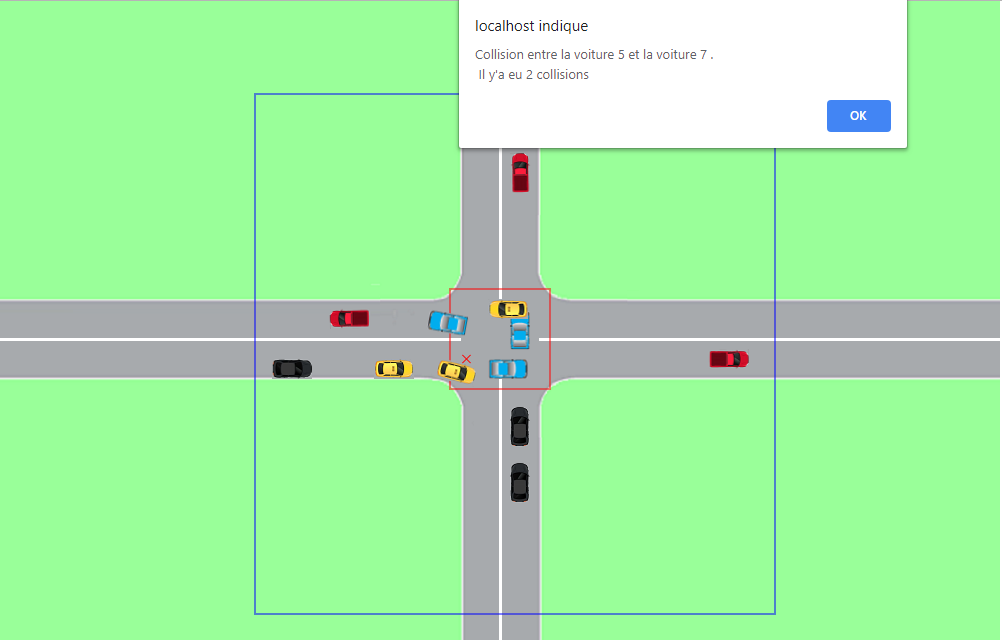 localhost indique
Collision entre la voiture 5 et la voiture 7 .
Il y'a eu 2 collisions
OK